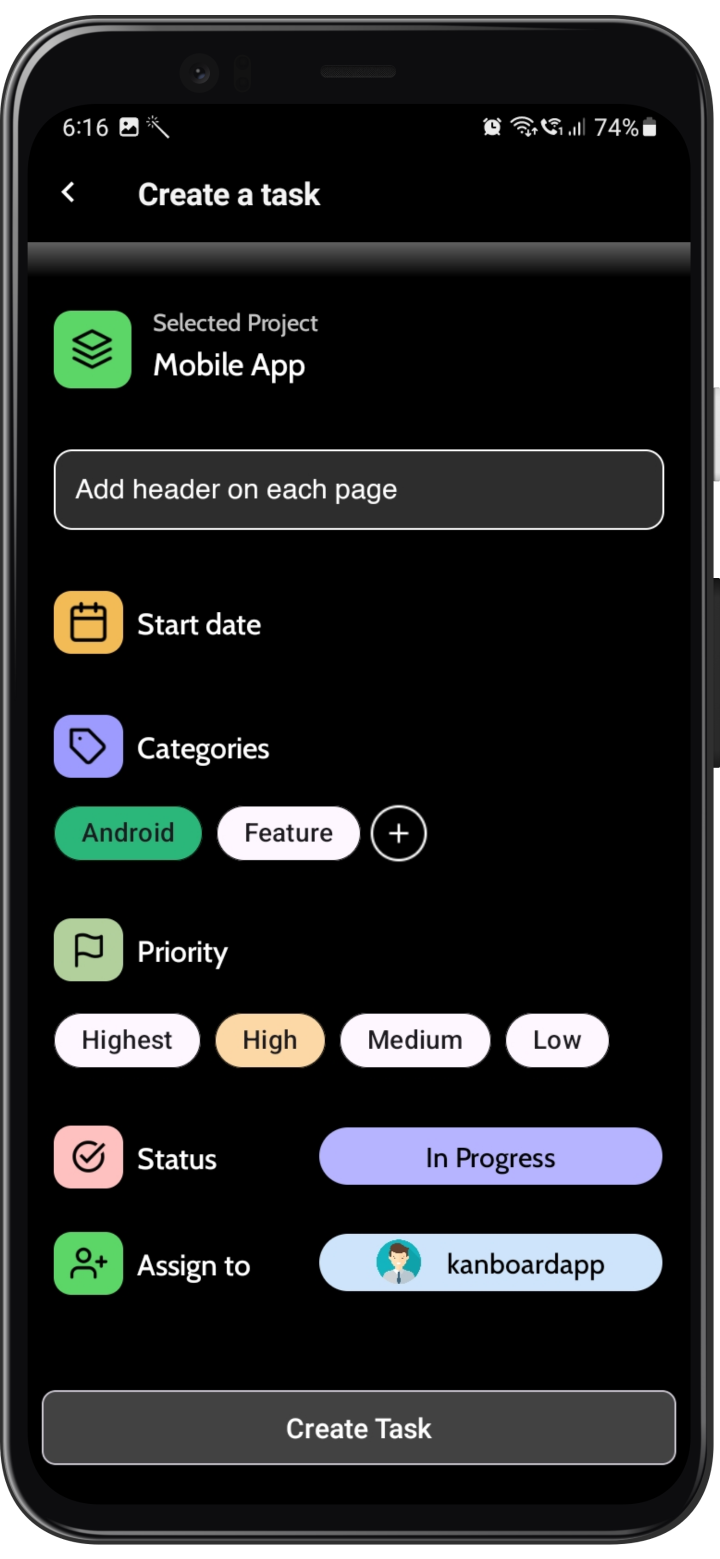 6:16 74%
Create a task
Selected Project
Mobile App
Add header on each page
Start date
Categories
Android Feature +
Priority
Highest High Medium Low
Status In Progress
Assign to kanboardapp
Create Task